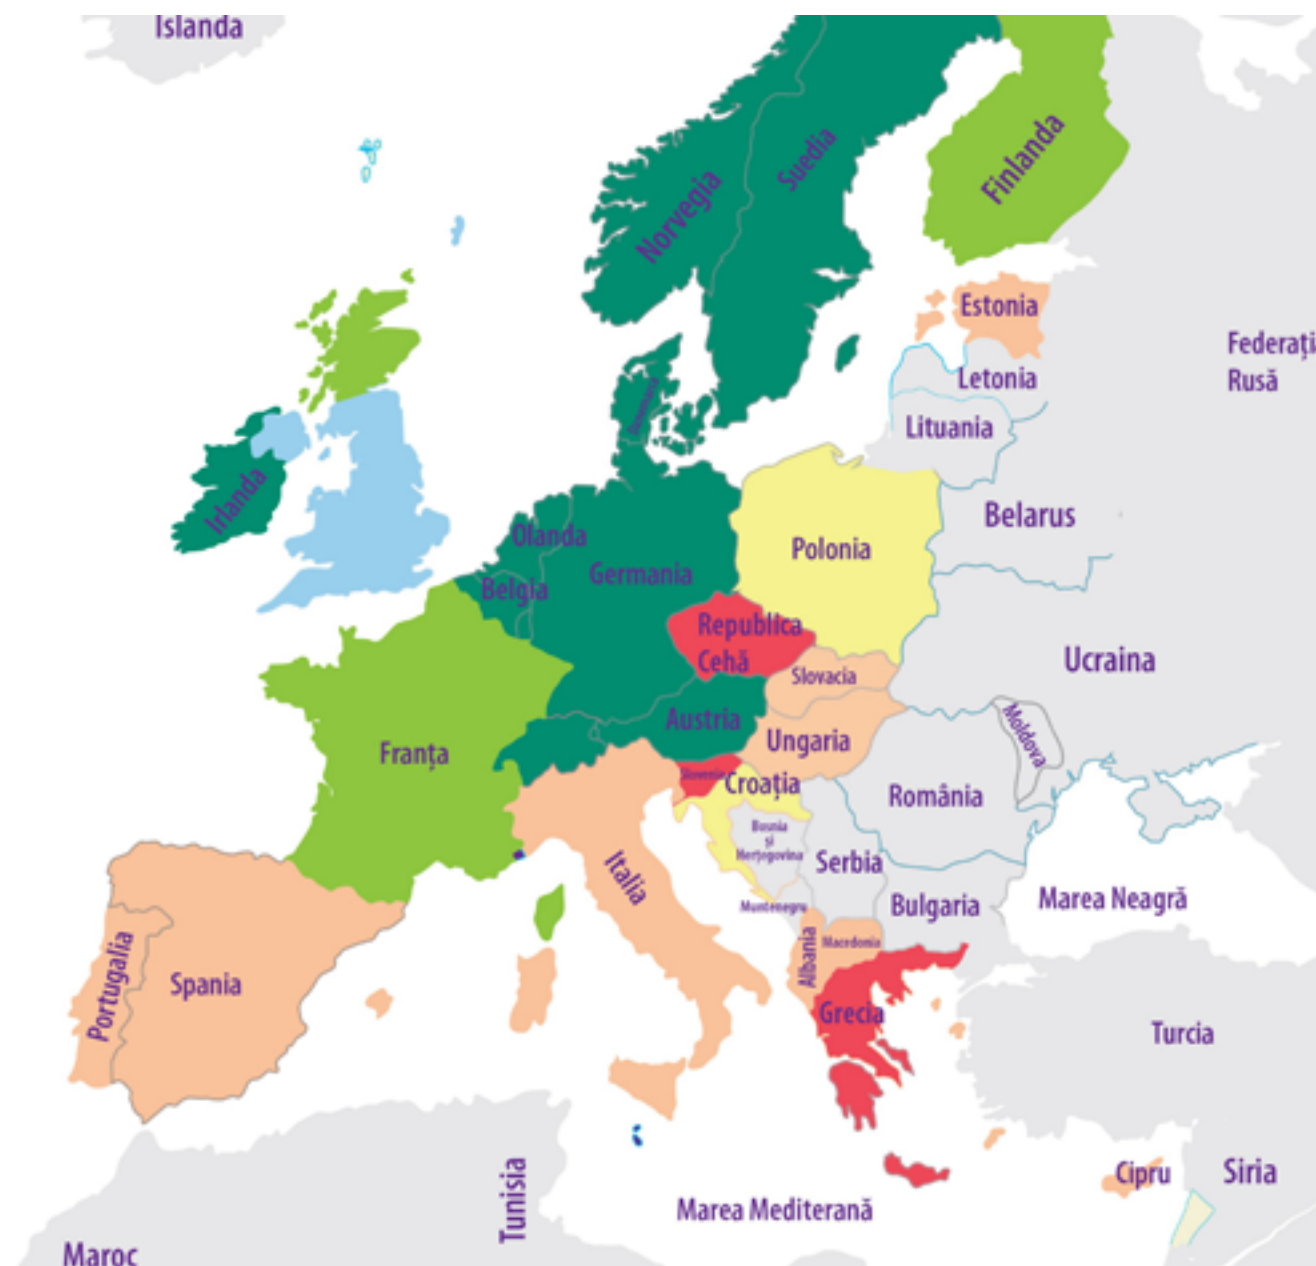 Islanda
Suedia
Finlanda
Norvegia
Estonia
Federați
Rusă
Letonia
Danemarca
Lituania
Irlanda
Belarus
Olanda
Polonia
Germania
Belgia
Republica
Cehă
Ucraina
Slovacia
Austria
Moldova
Ungaria
Franța
Slovenia
Croația
România
Bosnia
și
Herțegovina
Serbia
Italia
Muntenegru
Bulgaria
Marea Neagră
Macedonia
Albania
Portugalia
Spania
Grecia
Turcia
Cipru
Siria
Tunisia
Marea Mediterană
Maroc